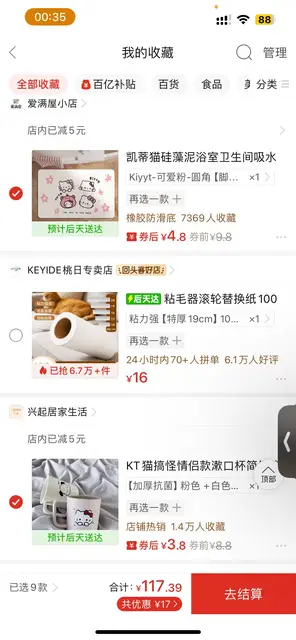 00:35
88
我的收藏
管理
全部收藏
百亿补贴
百货
食品
分类
爱满屋小店
店内已减5元
凯蒂猫硅藻泥浴室卫生间吸水
Kiyyt-可爱粉-圆角【脚... ×1
再选一款
橡胶防滑底 7369人收藏
预计后天送达
券后¥4.8 券前¥9.8
KEYIDE桃日专卖店
回头客好店
后天达 粘毛器滚轮替换纸100
粘力强【特厚19cm】10... ×1
再选一款
24小时内70+人拼单 6.1万人好评
已抢6.7万+件
¥16
兴起居家生活
店内已减5元
KT猫搞怪情侣款漱口杯简
【加厚抗菌】粉色+白色...
再选一款
店铺热销 1.4万人收藏
预计后天送达
券后¥3.8 券前¥8.8
顶部
已选9款
合计:¥117.39
共优惠 ¥17
去结算